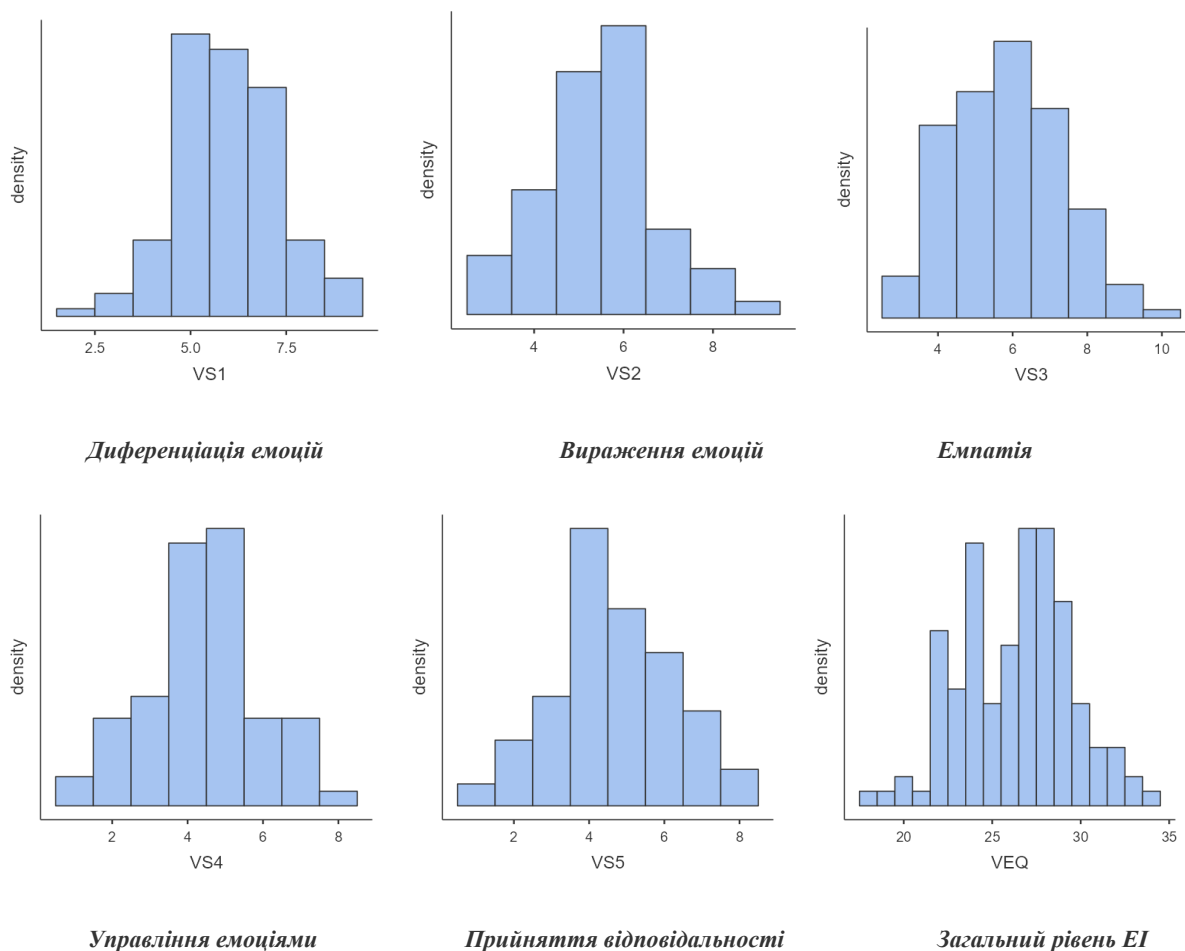 density
2.5 5.0 7.5
VS1
density
4 6 8
VS2
density
4 6 8 10
VS3
Диференціація емоцій Вираження емоцій Емпатія
density
2 4 6 8
VS4
density
2 4 6 8
VS5
density
20 25 30 35
VEQ
Управління емоціями Прийняття відповідальності Загальний рівень EI